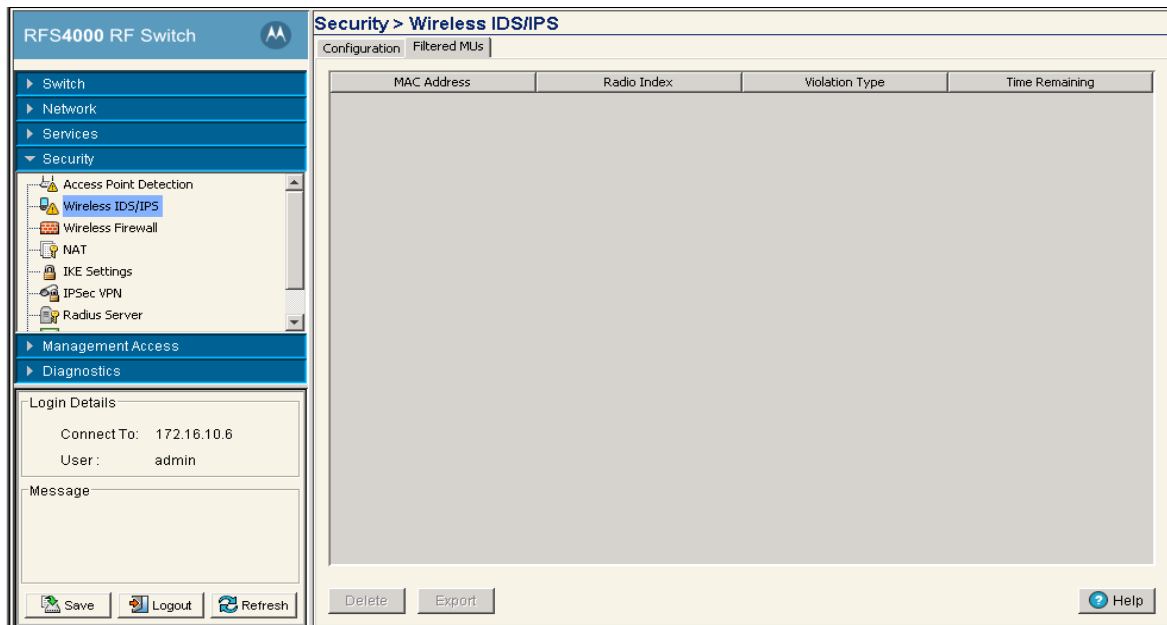 RFS4000 RF Switch
Switch
Network
Services
Security
Access Point Detection
Wireless IDS/IPS
Wireless Firewall
NAT
IKE Settings
IPSec VPN
Radius Server
Management Access
Diagnostics
Login Details
Connect To: 172.16.10.6
User : admin
Message
Save Logout Refresh
Security > Wireless IDS/IPS
Configuration Filtered MUs
MAC Address Radio Index Violation Type Time Remaining
Delete Export Help